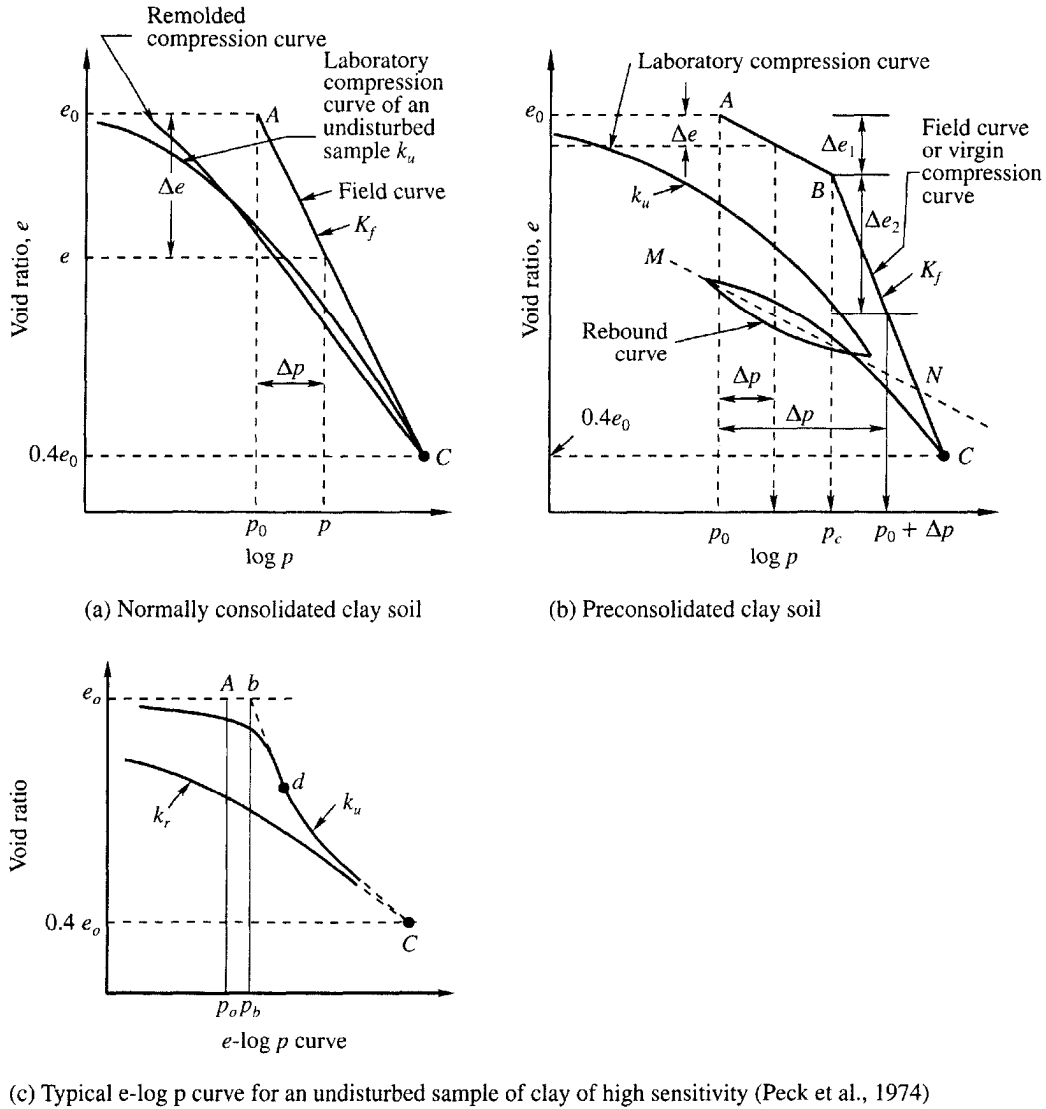 Remolded
compression curve
Laboratory
compression
curve of an
undisturbed
sample k_u
e_0
A
Δe
Field curve
K_f
e
Δp
0.4e_0
C
p_0
p
log p
Void ratio, e
(a) Normally consolidated clay soil
Laboratory compression curve
e_0
A
Δe
Δe_1
Field curve
or virgin
compression
curve
k_u
B
Δe_2
M
K_f
Rebound
curve
N
Δp
Δp
0.4e_0
C
p_0
p_c
p_0 + Δp
log p
Void ratio, e
(b) Preconsolidated clay soil
e_o
A
b
d
k_r
k_u
0.4 e_o
C
p_o
p_b
Void ratio
e-log p curve
(c) Typical e-log p curve for an undisturbed sample of clay of high sensitivity (Peck et al., 1974)